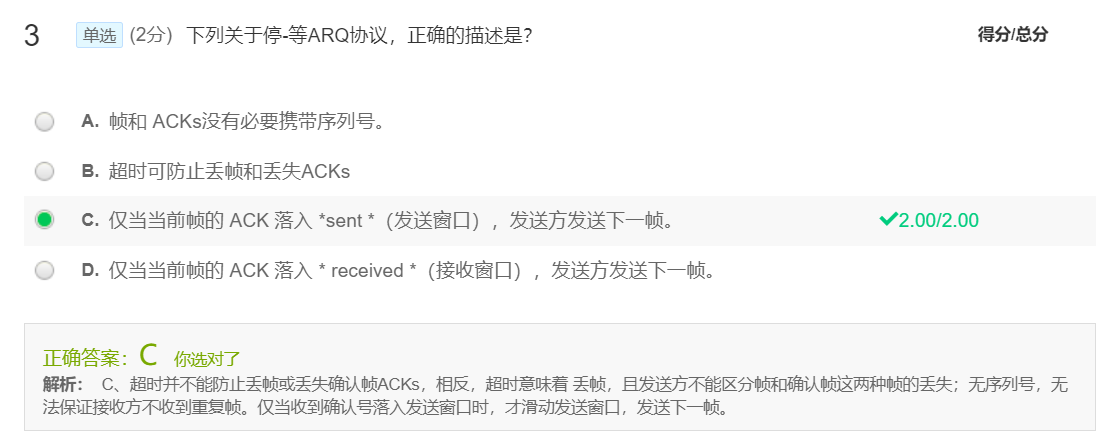 3 单选 (2分) 下列关于停-等ARQ协议，正确的描述是？ 得分/总分
A. 帧和 ACKs没有必要携带序列号。
B. 超时可防止丢帧和丢失ACKs
C. 仅当当前帧的 ACK 落入 *sent *（发送窗口），发送方发送下一帧。 2.00/2.00
D. 仅当当前帧的 ACK 落入 * received *（接收窗口），发送方发送下一帧。
正确答案：C 你选对了
解析： C、超时并不能防止丢帧或丢失确认帧ACKs，相反，超时意味着 丢帧，且发送方不能区分帧和确认帧这两种帧的丢失；无序列号，无
法保证接收方不收到重复帧。仅当收到确认号落入发送窗口时，才滑动发送窗口，发送下一帧。